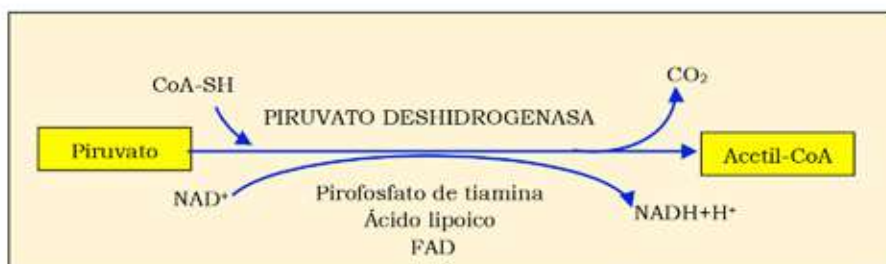 CoA-SH
CO₂
PIRUVATO DESHIDROGENASA
Piruvato
Acetil-CoA
NAD⁺
Pirofosfato de tiamina
NADH+H⁺
Ácido lipoico
FAD